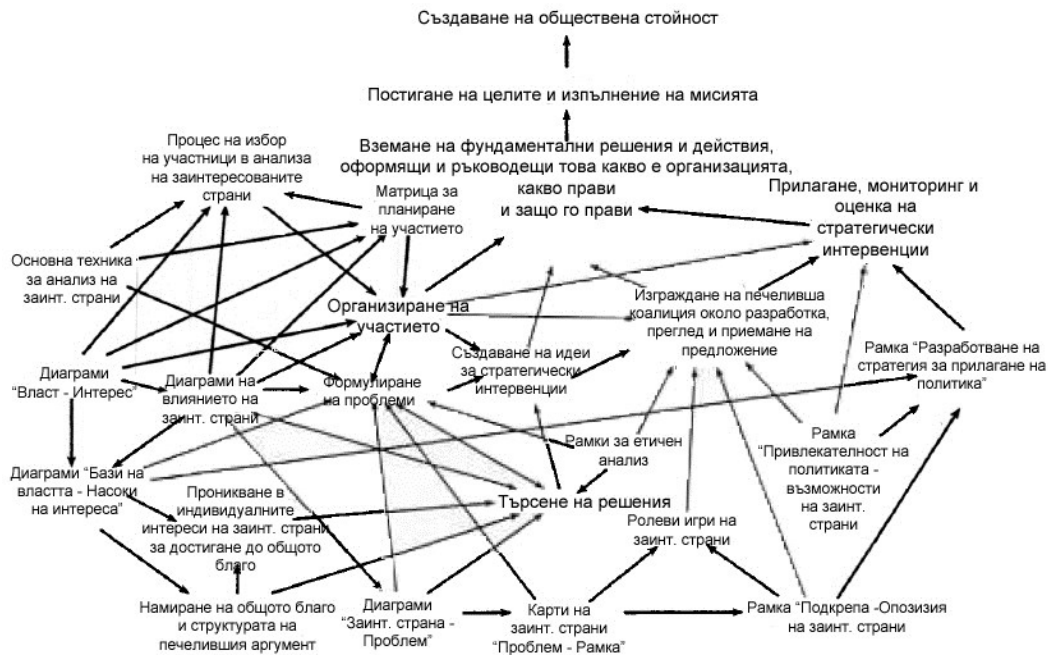 Създаване на обществена стойност
Постигане на целите и изпълнение на мисията
Процес на избор
на участници в анализа
на заинтересованите
страни
Вземане на фундаментални решения и действия,
оформящи и ръководещи това какво е организацията,
какво прави
и защо го прави
Матрица за
планиране
на участието
Прилагане, мониторинг и
оценка на
стратегически
интервенции
Основна техника
за анализ на
заинт. страни
Организиране на
участието
Изграждане на печеливша
коалиция около разработка,
преглед и приемане на
предложение
Създаване на идеи
за стратегически
интервенции
Рамка “Разработване на
стратегия за прилагане на
политика”
Диаграми
“Власт - Интерес”
Диаграми на
влиянието на
заинт. страни
Формулиране
на проблеми
Рамки за етичен
анализ
Рамка
“Привлекателност на
политиката -
възможности
на заинт.
страни
Диаграми “Бази на
властта - Насоки
на интереса”
Проникване в
индивидуалните
интереси на заинт. страни
за достигане до общото
благо
Търсене на решения
Ролеви игри на
заинт. страни
Намиране на общото благо
и структурата на
печелившия аргумент
Диаграми
“Заинт. страна -
Проблем”
Карти на
заинт. страни
“Проблем - Рамка”
Рамка “Подкрепа -Опозизия
на заинт. страни